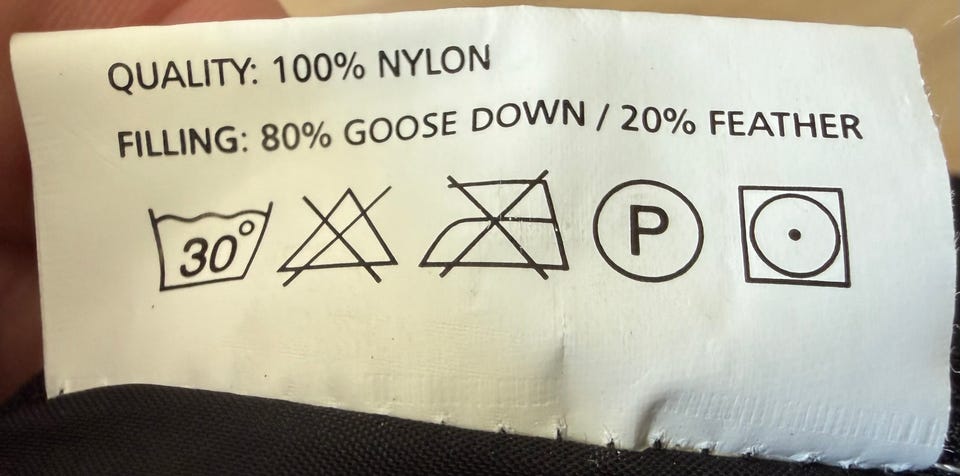 QUALITY: 100% NYLON
FILLING: 80% GOOSE DOWN / 20% FEATHER
30° P